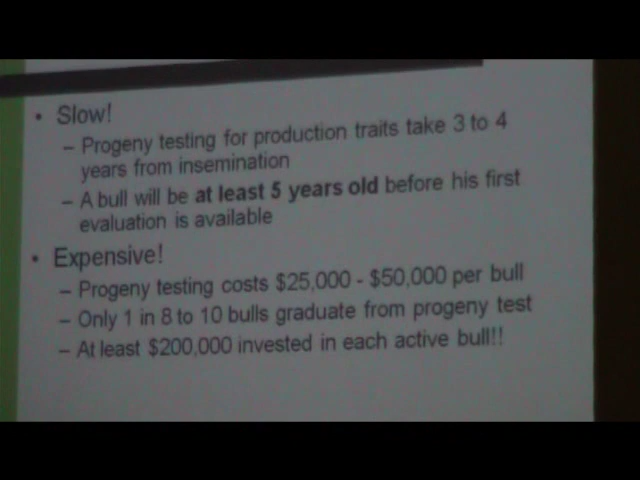 • Slow!
– Progeny testing for production traits take 3 to 4
years from insemination
– A bull will be at least 5 years old before his first
evaluation is available
• Expensive!
– Progeny testing costs $25,000 - $50,000 per bull
– Only 1 in 8 to 10 bulls graduate from progeny test
– At least $200,000 invested in each active bull!!